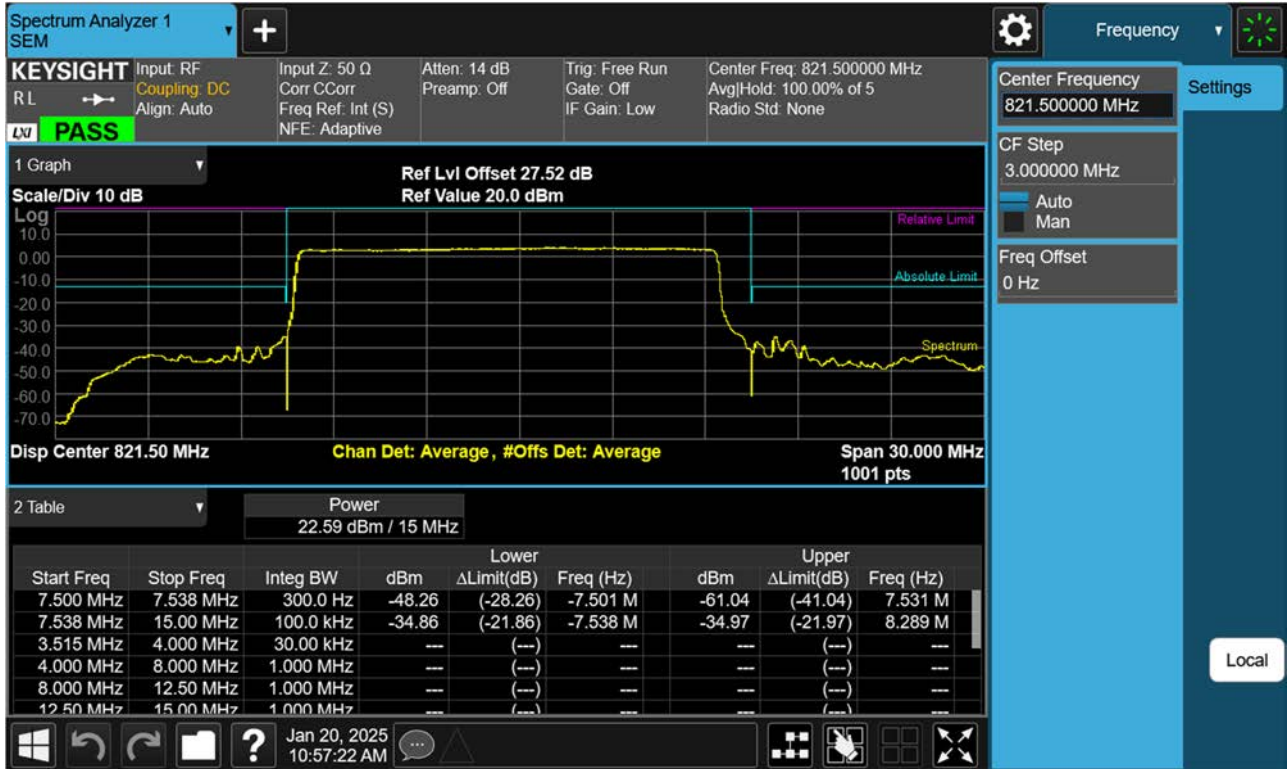 Spectrum Analyzer 1
SEM
+
Frequency
KEYSIGHT
RL
LXI
PASS
Input: RF
Coupling: DC
Align: Auto
Input Z: 50 Ω
Corr CCorr
Freq Ref: Int (S)
NFE: Adaptive
Atten: 14 dB
Preamp: Off
Trig: Free Run
Gate: Off
IF Gain: Low
Center Freq: 821.500000 MHz
Avg|Hold: 100.00% of 5
Radio Std: None
Center Frequency
821.500000 MHz
Settings
CF Step
3.000000 MHz
Auto
Man
Freq Offset
0 Hz
Local
1 Graph
Scale/Div 10 dB
Ref Lvl Offset 27.52 dB
Ref Value 20.0 dBm
Log
10.0
0.00
-10.0
-20.0
-30.0
-40.0
-50.0
-60.0
-70.0
Relative Limit
Absolute Limit
Spectrum
Disp Center 821.50 MHz
Chan Det: Average, #Offs Det: Average
Span 30.000 MHz
1001 pts
2 Table
Power
22.59 dBm / 15 MHz
Lower Upper
Start Freq Stop Freq Integ BW dBm ΔLimit(dB) Freq (Hz) dBm ΔLimit(dB) Freq (Hz)
7.500 MHz 7.538 MHz 300.0 Hz -48.26 (-28.26) -7.501 M -61.04 (-41.04) 7.531 M
7.538 MHz 15.00 MHz 100.0 kHz -34.86 (-21.86) -7.538 M -34.97 (-21.97) 8.289 M
3.515 MHz 4.000 MHz 30.00 kHz --- (---) --- --- (---) ---
4.000 MHz 8.000 MHz 1.000 MHz --- (---) --- --- (---) ---
8.000 MHz 12.50 MHz 1.000 MHz --- (---) --- --- (---) ---
12.50 MHz 15.00 MHz 1.000 MHz --- (---) --- --- (---) ---
?
Jan 20, 2025
10:57:22 AM